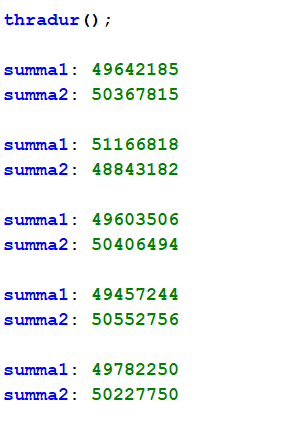 thradur();
summa1: 49642185
summa2: 50367815
summa1: 51166818
summa2: 48843182
summa1: 49603506
summa2: 50406494
summa1: 49457244
summa2: 50552756
summa1: 49782250
summa2: 50227750